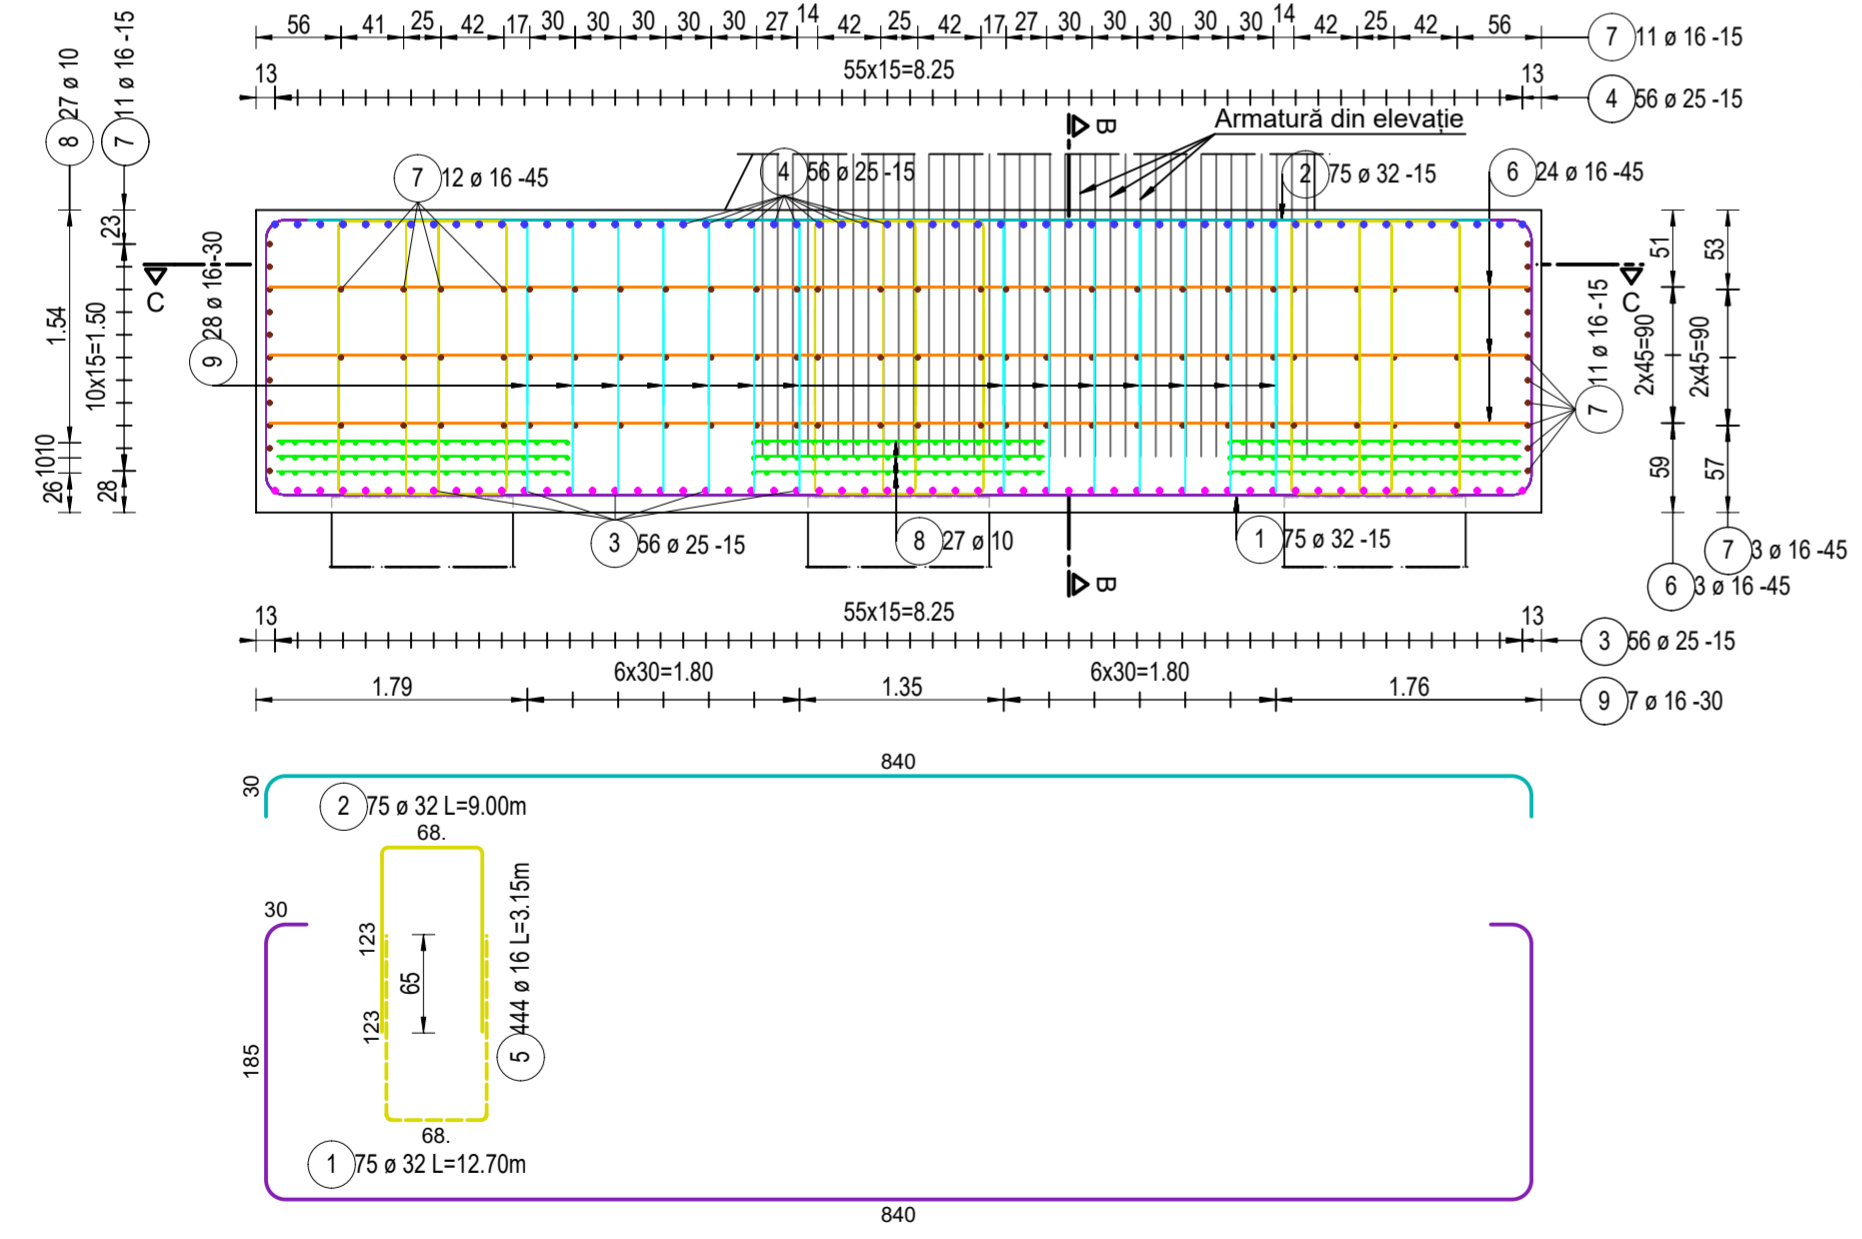 56 41 25 42 17 30 30 30 30 30 27 14 42 25 42 17 27 30 30 30 30 30 14 42 25 42 56
7 11 ø 16 -15
13 55x15=8.25 13
4 56 ø 25 -15
8 27 ø 10
7 11 ø 16 -15
Armatură din elevație
B
7 12 ø 16 -45
4 56 ø 25 -15
2 75 ø 32 -15
6 24 ø 16 -45
23
1.54
10x15=1.50
10
10
26
28
C
9 28 ø 16 -30
C
51
53
11 ø 16 -15
7
2x45=90
2x45=90
59
57
3 56 ø 25 -15
8 27 ø 10
1 75 ø 32 -15
7 3 ø 16 -45
6 3 ø 16 -45
B
13 55x15=8.25 13
3 56 ø 25 -15
1.79 6x30=1.80 1.35 6x30=1.80 1.76
9 7 ø 16 -30
840
30
2 75 ø 32 L=9.00m
68.
123
65
123
5 444 ø 16 L=3.15m
68.
30
185
1 75 ø 32 L=12.70m
840